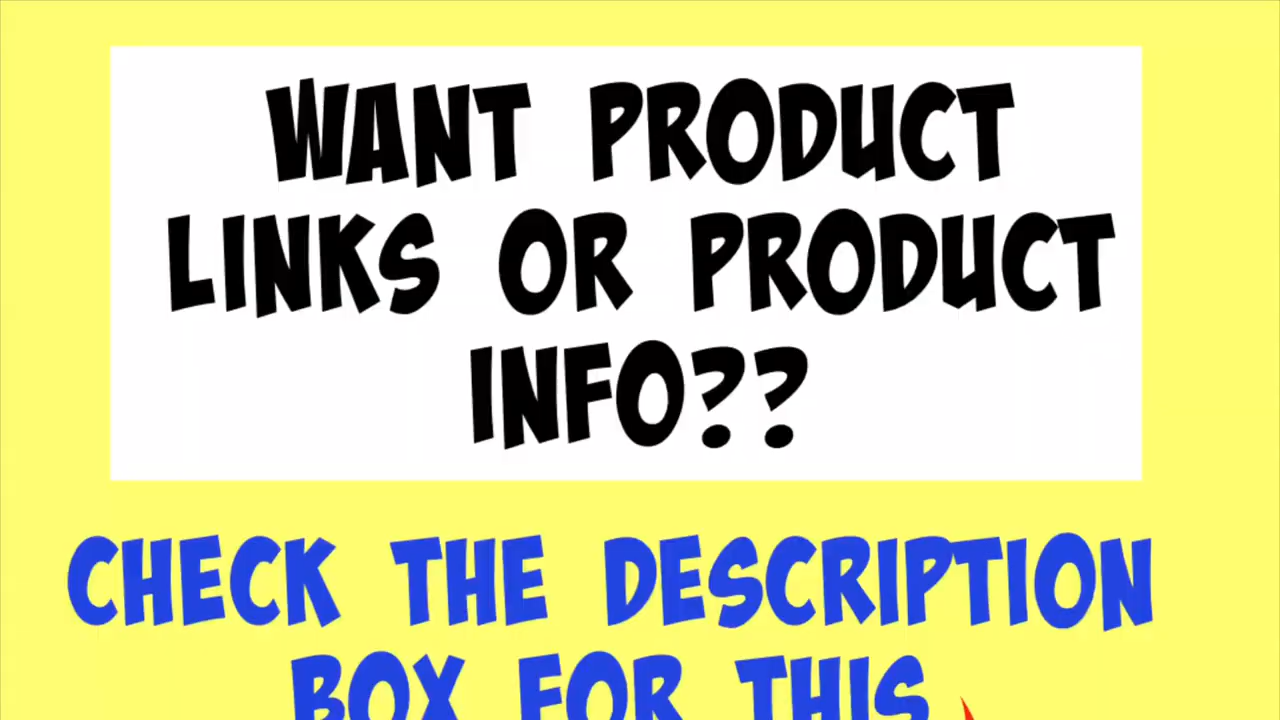 WANT PRODUCT
LINKS OR PRODUCT
INFO??
CHECK THE DESCRIPTION
BOX FOR THIS